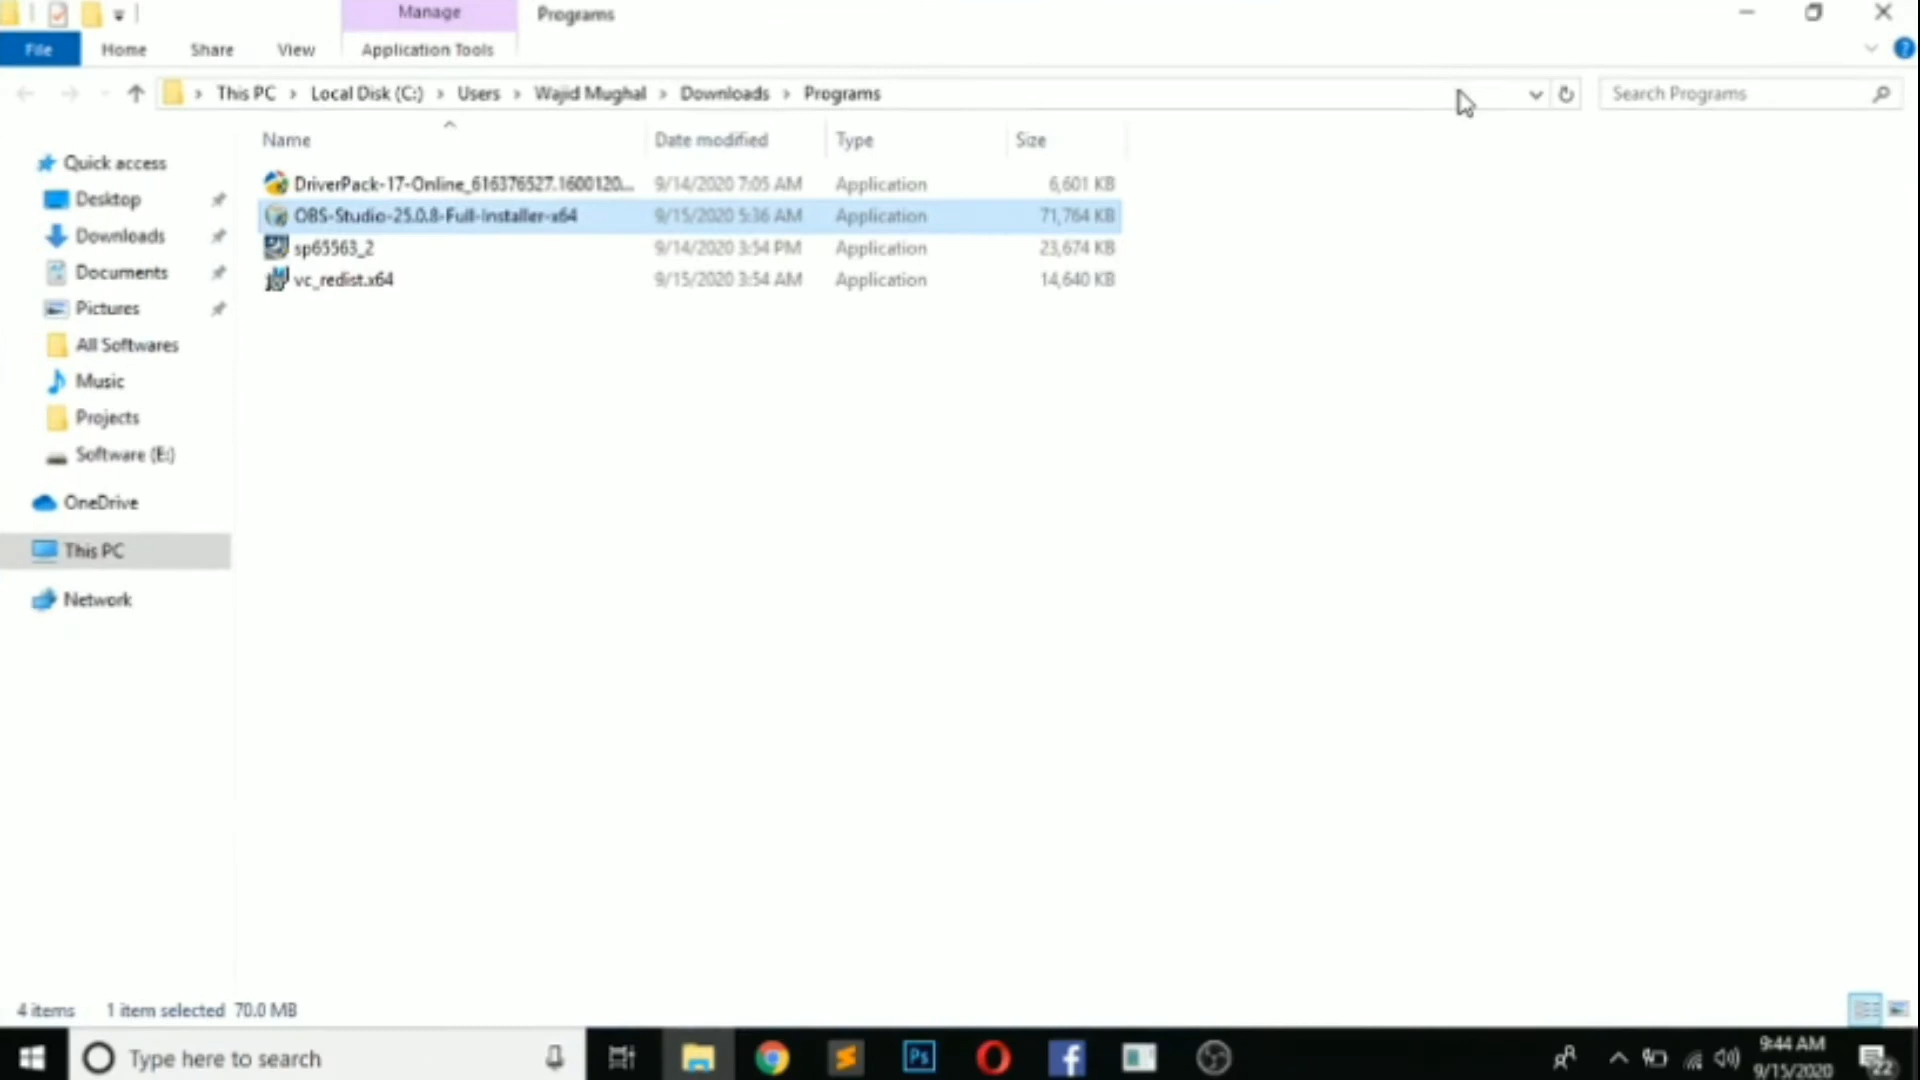 Manage
Programs
File
Home
Share
View
Application Tools
This PC
Local Disk (C:)
Users
Wajid Mughal
Downloads
Programs
Search Programs
Name
Date modified
Type
Size
DriverPack-17-Online_616376527.1600120... 9/14/2020 7:05 AM Application 6,601 KB
OBS-Studio-25.0.8-Full-Installer-x64 9/15/2020 5:36 AM Application 71,764 KB
sp65563_2 9/14/2020 3:54 PM Application 23,674 KB
vc_redist.x64 9/15/2020 3:54 AM Application 14,640 KB
Quick access
Desktop
Downloads
Documents
Pictures
All Softwares
Music
Projects
Software (E:)
OneDrive
This PC
Network
4 items 1 item selected 70.0 MB
Type here to search
Ps
9:44 AM
9/15/2020
22